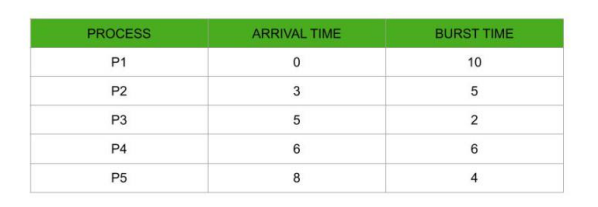 PROCESS ARRIVAL TIME BURST TIME
P1 0 10
P2 3 5
P3 5 2
P4 6 6
P5 8 4